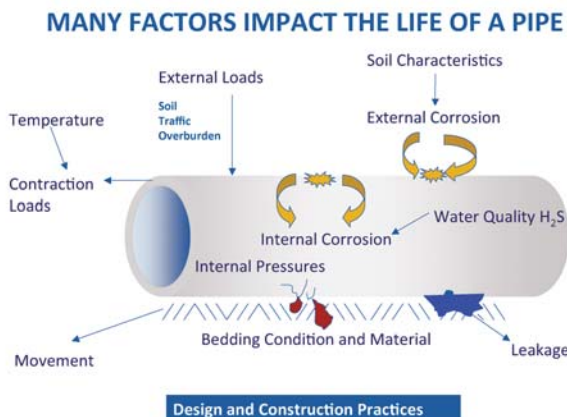 MANY FACTORS IMPACT THE LIFE OF A PIPE
External Loads
Soil
Traffic
Overburden
Soil Characteristics
External Corrosion
Temperature
Contraction
Loads
Water Quality H₂S
Internal Corrosion
Internal Pressures
Bedding Condition and Material
Movement
Leakage
Design and Construction Practices